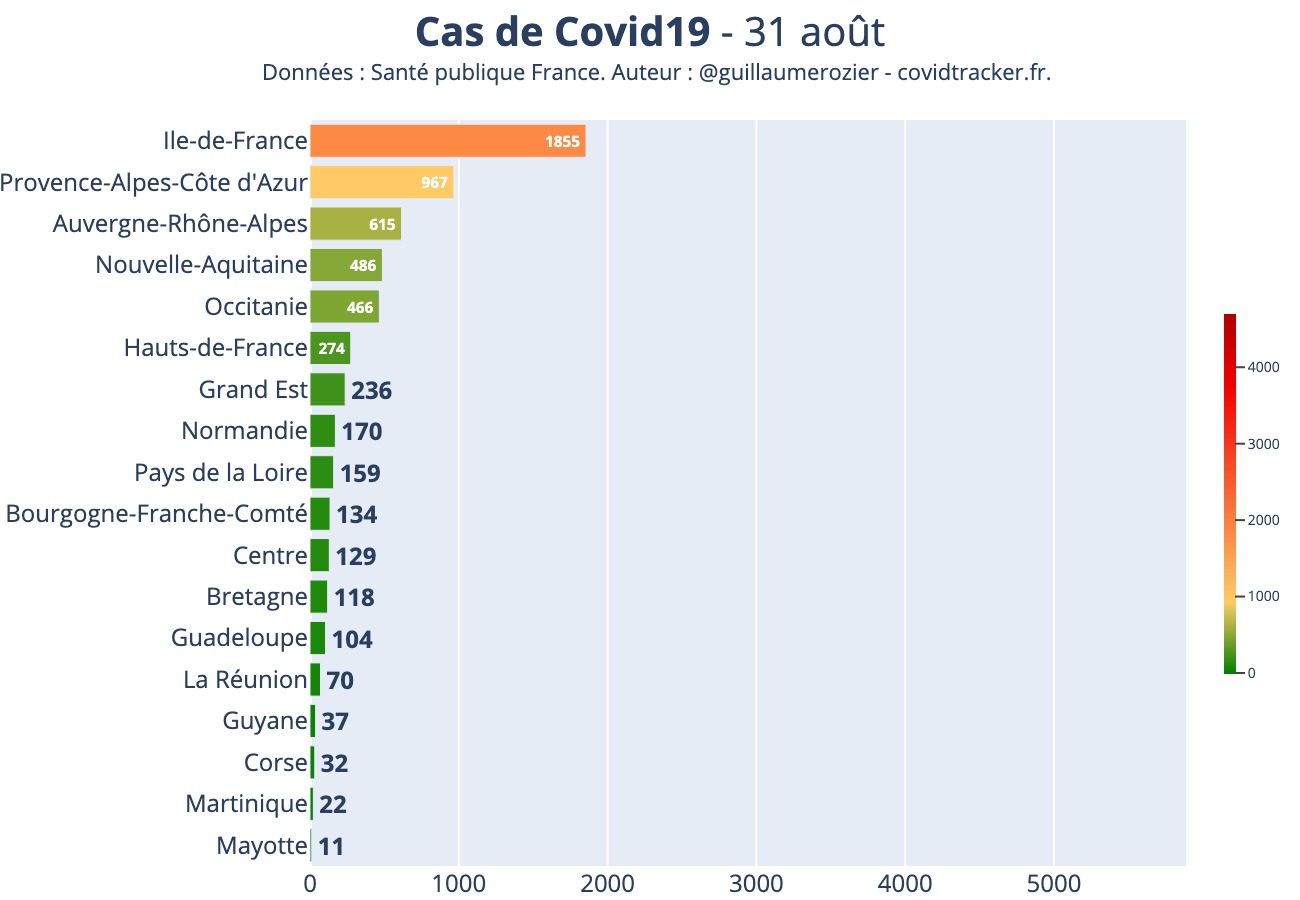 Cas de Covid19 - 31 août
Données : Santé publique France. Auteur : @guillaumerozier - covidtracker.fr.
Ile-de-France 1855
Provence-Alpes-Côte d'Azur 967
Auvergne-Rhône-Alpes 615
Nouvelle-Aquitaine 486
Occitanie 466
Hauts-de-France 274
Grand Est 236
Normandie 170
Pays de la Loire 159
Bourgogne-Franche-Comté 134
Centre 129
Bretagne 118
Guadeloupe 104
La Réunion 70
Guyane 37
Corse 32
Martinique 22
Mayotte 11
0 1000 2000 3000 4000 5000
4000
3000
2000
1000
0